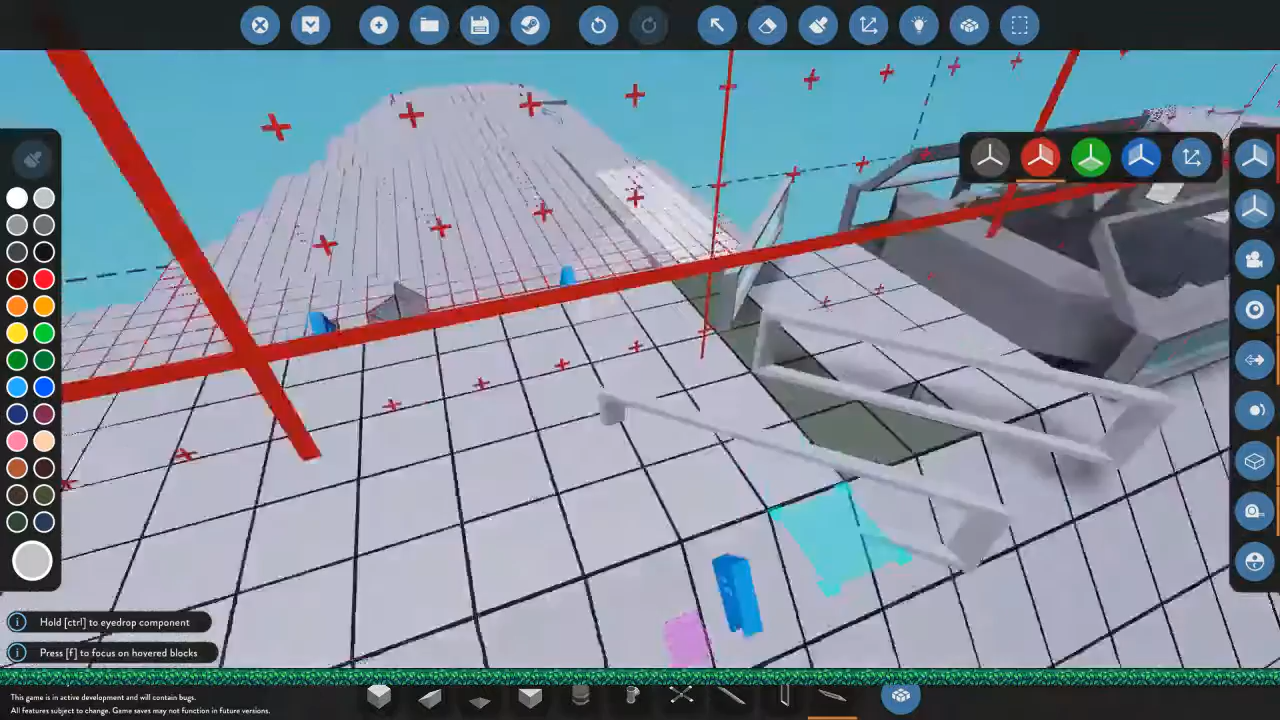 Hold [ctrl] to eyedrop component
Press [f] to focus on hovered blocks
This game is in active development and will contain bugs.
All features subject to change. Game saves may not function in future versions.